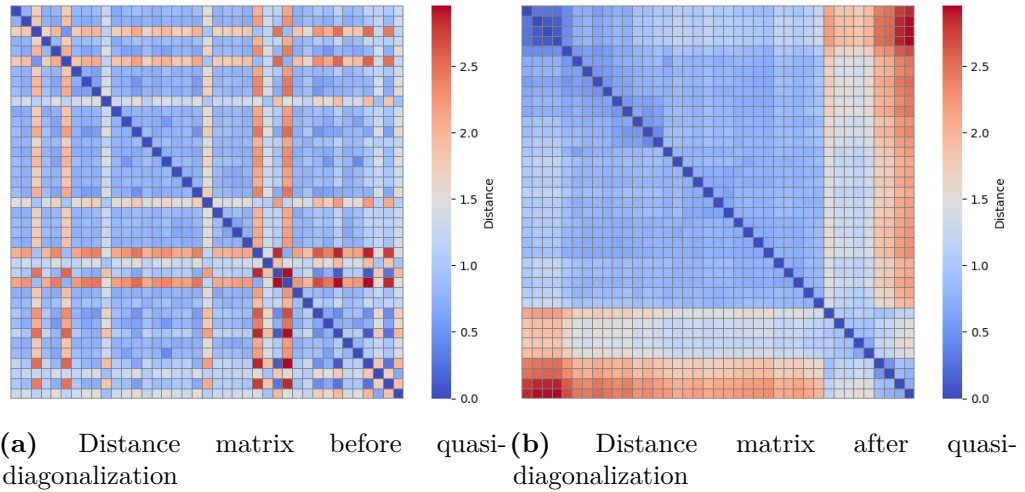 2.5
2.0
1.5
1.0
0.5
0.0
Distance
2.5
2.0
1.5
1.0
0.5
0.0
Distance
(a) Distance matrix before quasi-
diagonalization
(b) Distance matrix after quasi-
diagonalization